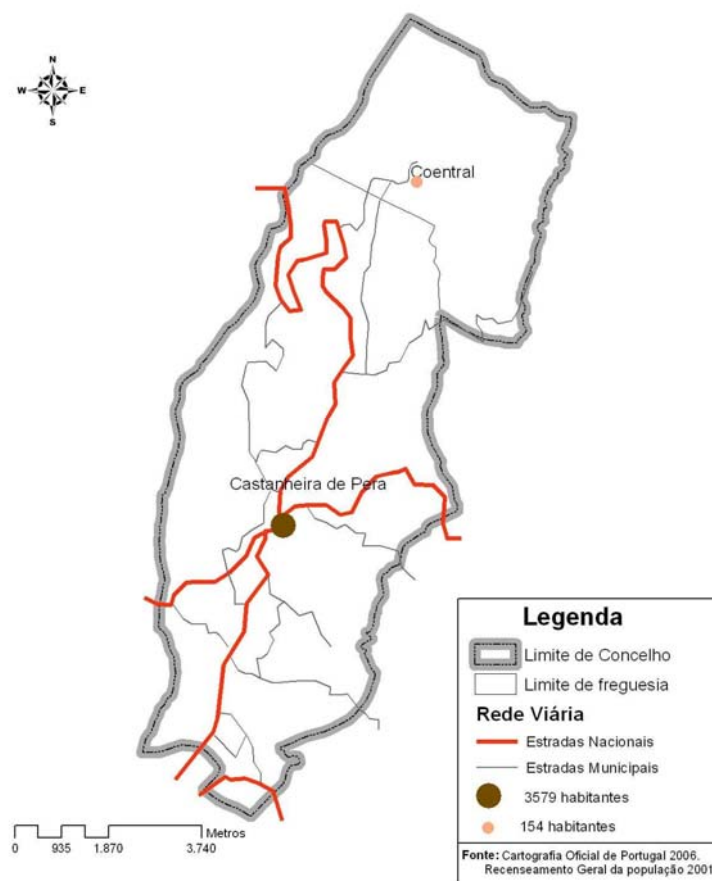 N
W E
S
Coentral
Castanheira de Pera
Legenda
Limite de Concelho
Limite de freguesia
Rede Viária
Estradas Nacionais
Estradas Municipais
3579 habitantes
154 habitantes
Metros
0 935 1.870 3.740
Fonte: Cartografia Oficial de Portugal 2006.
Recenseamento Geral da população 2001